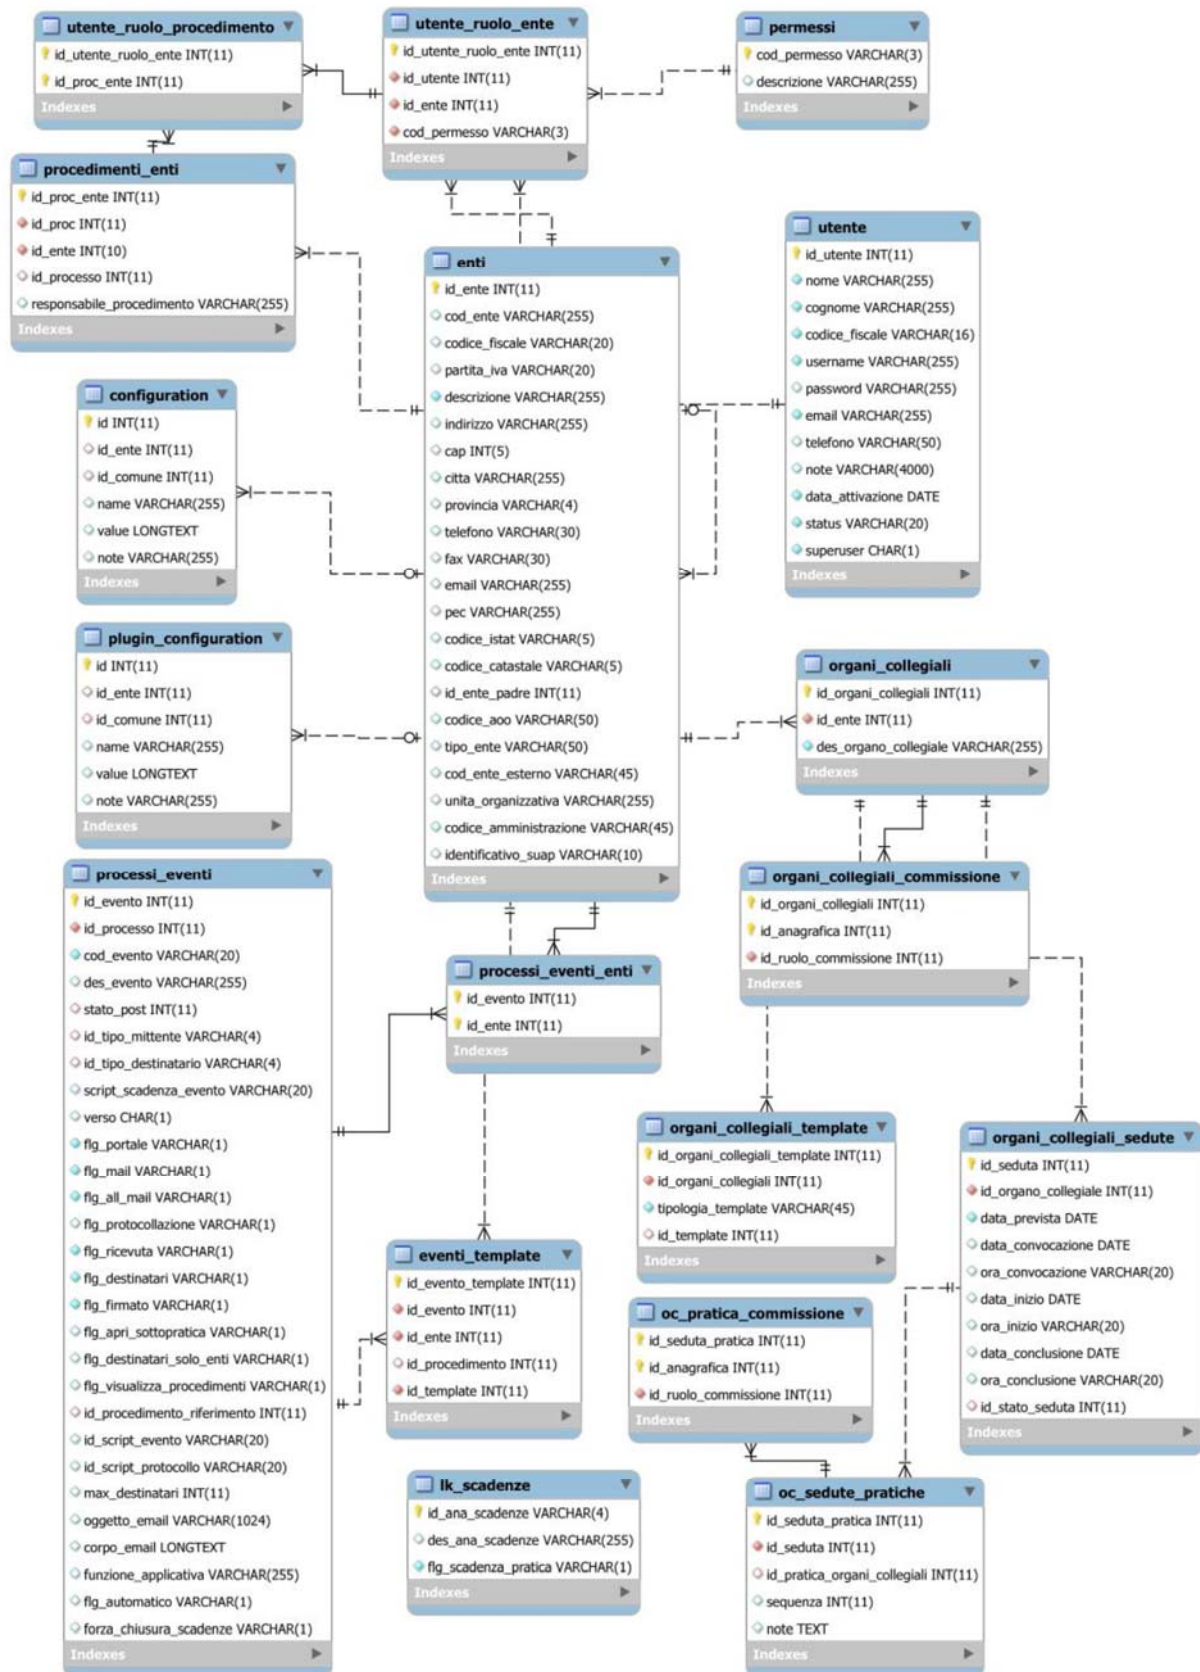 utente_ruolo_procedimento
id_utente_ruolo_ente INT(11)
id_proc_ente INT(11)
Indexes
utente_ruolo_ente
id_utente_ruolo_ente INT(11)
id_utente INT(11)
id_ente INT(11)
cod_permesso VARCHAR(3)
Indexes
permessi
cod_permesso VARCHAR(3)
descrizione VARCHAR(255)
Indexes
procedimenti_enti
id_proc_ente INT(11)
id_proc INT(11)
id_ente INT(10)
id_processo INT(11)
responsabile_procedimento VARCHAR(255)
Indexes
enti
id_ente INT(11)
cod_ente VARCHAR(255)
codice_fiscale VARCHAR(20)
partita_iva VARCHAR(20)
descrizione VARCHAR(255)
indirizzo VARCHAR(255)
cap INT(5)
citta VARCHAR(255)
provincia VARCHAR(4)
telefono VARCHAR(30)
fax VARCHAR(30)
email VARCHAR(255)
pec VARCHAR(255)
codice_istat VARCHAR(5)
codice_catastale VARCHAR(5)
id_ente_padre INT(11)
codice_aoo VARCHAR(50)
tipo_ente VARCHAR(50)
cod_ente_esterno VARCHAR(45)
unita_organizzativa VARCHAR(255)
codice_amministrazione VARCHAR(45)
identificativo_suap VARCHAR(10)
Indexes
utente
id_utente INT(11)
nome VARCHAR(255)
cognome VARCHAR(255)
codice_fiscale VARCHAR(16)
username VARCHAR(255)
password VARCHAR(255)
email VARCHAR(255)
telefono VARCHAR(50)
note VARCHAR(4000)
data_attivazione DATE
status VARCHAR(20)
superuser CHAR(1)
Indexes
configuration
id INT(11)
id_ente INT(11)
id_comune INT(11)
name VARCHAR(255)
value LONGTEXT
note VARCHAR(255)
Indexes
plugin_configuration
id INT(11)
id_ente INT(11)
id_comune INT(11)
name VARCHAR(255)
value LONGTEXT
note VARCHAR(255)
Indexes
organi_collegiali
id_organi_collegiali INT(11)
id_ente INT(11)
des_organo_collegiale VARCHAR(255)
Indexes
processi_eventi
id_evento INT(11)
id_processo INT(11)
cod_evento VARCHAR(20)
des_evento VARCHAR(255)
stato_post INT(11)
id_tipo_mittente VARCHAR(4)
id_tipo_destinatario VARCHAR(4)
script_scadenza_evento VARCHAR(20)
verso CHAR(1)
flg_portale VARCHAR(1)
flg_mail VARCHAR(1)
flg_all_mail VARCHAR(1)
flg_protocollazione VARCHAR(1)
flg_ricevuta VARCHAR(1)
flg_destinatari VARCHAR(1)
flg_firmato VARCHAR(1)
flg_apri_sottopratica VARCHAR(1)
flg_destinatari_solo_enti VARCHAR(1)
flg_visualizza_procedimenti VARCHAR(1)
id_procedimento_riferimento INT(11)
id_script_evento VARCHAR(20)
id_script_protocollo VARCHAR(20)
max_destinatari INT(11)
oggetto_email VARCHAR(1024)
corpo_email LONGTEXT
funzione_applicativa VARCHAR(255)
flg_automatico VARCHAR(1)
forza_chiusura_scadenze VARCHAR(1)
Indexes
organi_collegiali_commissione
id_organi_collegiali INT(11)
id_anagrafica INT(11)
id_ruolo_commissione INT(11)
Indexes
processi_eventi_enti
id_evento INT(11)
id_ente INT(11)
Indexes
organi_collegiali_template
id_organi_collegiali_template INT(11)
id_organi_collegiali INT(11)
tipologia_template VARCHAR(45)
id_template INT(11)
Indexes
organi_collegiali_sedute
id_seduta INT(11)
id_organo_collegiale INT(11)
data_prevista DATE
data_convocazione DATE
ora_convocazione VARCHAR(20)
data_inizio DATE
ora_inizio VARCHAR(20)
data_conclusione DATE
ora_conclusione VARCHAR(20)
id_stato_seduta INT(11)
Indexes
eventi_template
id_evento_template INT(11)
id_evento INT(11)
id_ente INT(11)
id_procedimento INT(11)
id_template INT(11)
Indexes
oc_pratica_commissione
id_seduta_pratica INT(11)
id_anagrafica INT(11)
id_ruolo_commissione INT(11)
Indexes
lk_scadenze
id_ana_scadenze VARCHAR(4)
des_ana_scadenze VARCHAR(255)
flg_scadenza_pratica VARCHAR(1)
Indexes
oc_sedute_pratiche
id_seduta_pratica INT(11)
id_seduta INT(11)
id_pratica_organi_collegiali INT(11)
sequenza INT(11)
note TEXT
Indexes